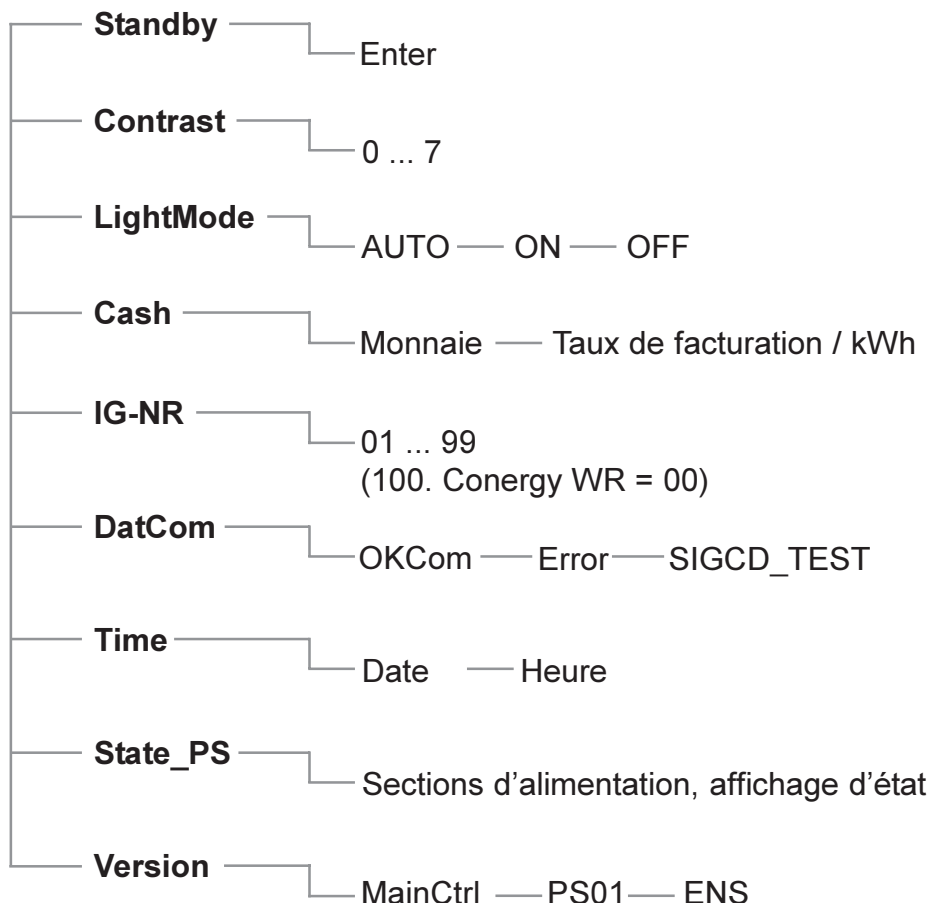 Standby
Enter
Contrast
0 ... 7
LightMode
AUTO ON OFF
Cash
Monnaie Taux de facturation / kWh
IG-NR
01 ... 99
(100. Conergy WR = 00)
DatCom
OKCom Error SIGCD_TEST
Time
Date Heure
State_PS
Sections d’alimentation, affichage d’état
Version
MainCtrl PS01 ENS